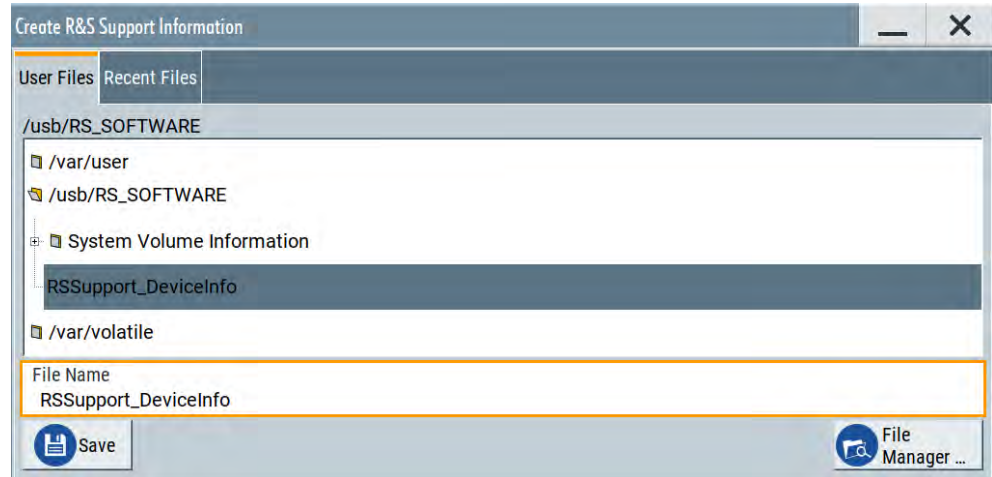 Create R&S Support Information
User Files Recent Files
/usb/RS_SOFTWARE
/var/user
/usb/RS_SOFTWARE
System Volume Information
RSSupport_DeviceInfo
/var/volatile
File Name
RSSupport_DeviceInfo
Save
File
Manager ...